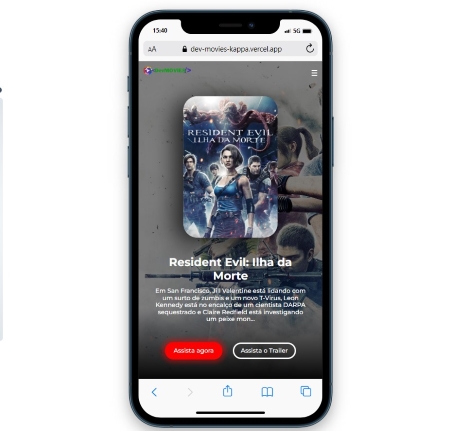 15:40
5G
AA dev-movies-kappa.vercel.app
RESIDENT EVIL
ILHA DA MORTE
Resident Evil: Ilha da
Morte
Em San Francisco, Jill Valentine está lidando com
um surto de zumbis e um novo T-Virus, Leon
Kennedy está no encalço de um cientista DARPA
sequestrado e Claire Redfield está investigando
um peixe mon...
Assista agora
Assista o Trailer